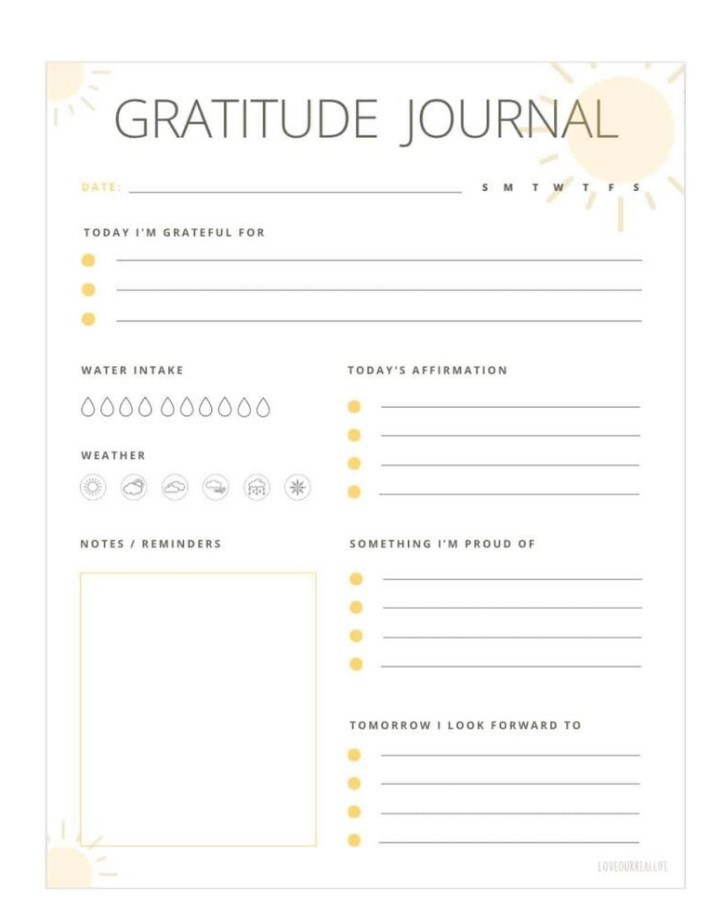 GRATITUDE JOURNAL
DATE: S M T W T F S
TODAY I'M GRATEFUL FOR
WATER INTAKE
TODAY'S AFFIRMATION
WEATHER
NOTES / REMINDERS
SOMETHING I'M PROUD OF
TOMORROW I LOOK FORWARD TO
LOVEOURREALLIFE